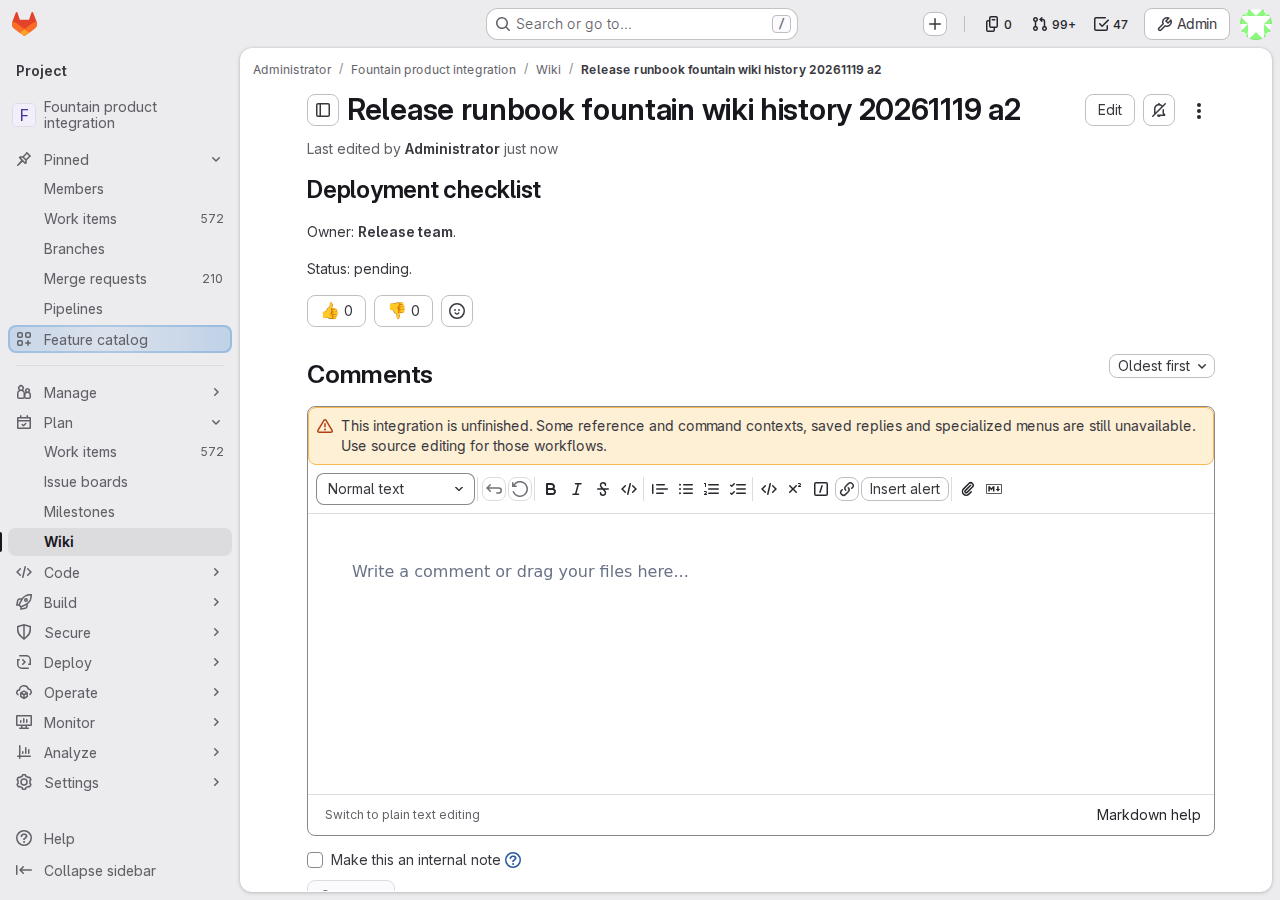 Search or go to...
/
0
99+
47
Admin
Project
F
Fountain product
integration
Pinned
Members
Work items
572
Branches
Merge requests
210
Pipelines
Feature catalog
Manage
Plan
Work items
572
Issue boards
Milestones
Wiki
Code
Build
Secure
Deploy
Operate
Monitor
Analyze
Settings
Help
Collapse sidebar
Administrator / Fountain product integration / Wiki / Release runbook fountain wiki history 20261119 a2
Release runbook fountain wiki history 20261119 a2
Edit
Last edited by Administrator just now
Deployment checklist
Owner: Release team.
Status: pending.
👍 0
👎 0
Comments
Oldest first
This integration is unfinished. Some reference and command contexts, saved replies and specialized menus are still unavailable.
Use source editing for those workflows.
Normal text
Insert alert
Write a comment or drag your files here...
Switch to plain text editing
Markdown help
Make this an internal note